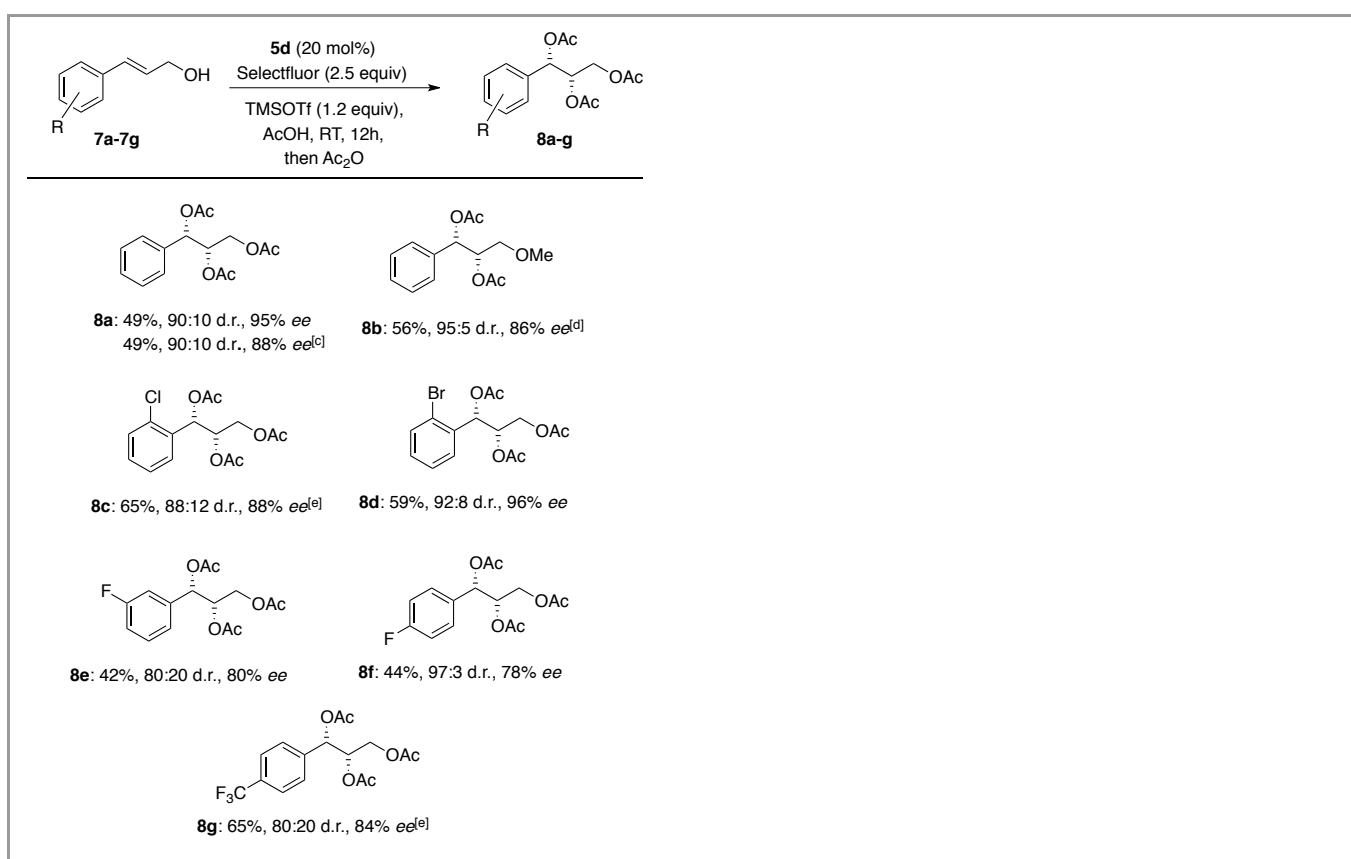 5d (20 mol%)
Selectfluor (2.5 equiv)
TMSOTf (1.2 equiv),
AcOH, RT, 12h,
then Ac2O
OH
R
7a-7g
OAc
OAc
OAc
R
8a-g
OAc
OAc
OAc
8a: 49%, 90:10 d.r., 95% ee
49%, 90:10 d.r., 88% ee[c]
OAc
OMe
OAc
8b: 56%, 95:5 d.r., 86% ee[d]
Cl
OAc
OAc
OAc
8c: 65%, 88:12 d.r., 88% ee[e]
Br
OAc
OAc
OAc
8d: 59%, 92:8 d.r., 96% ee
OAc
F
OAc
OAc
8e: 42%, 80:20 d.r., 80% ee
OAc
OAc
OAc
F
8f: 44%, 97:3 d.r., 78% ee
OAc
OAc
OAc
F3C
8g: 65%, 80:20 d.r., 84% ee[e]